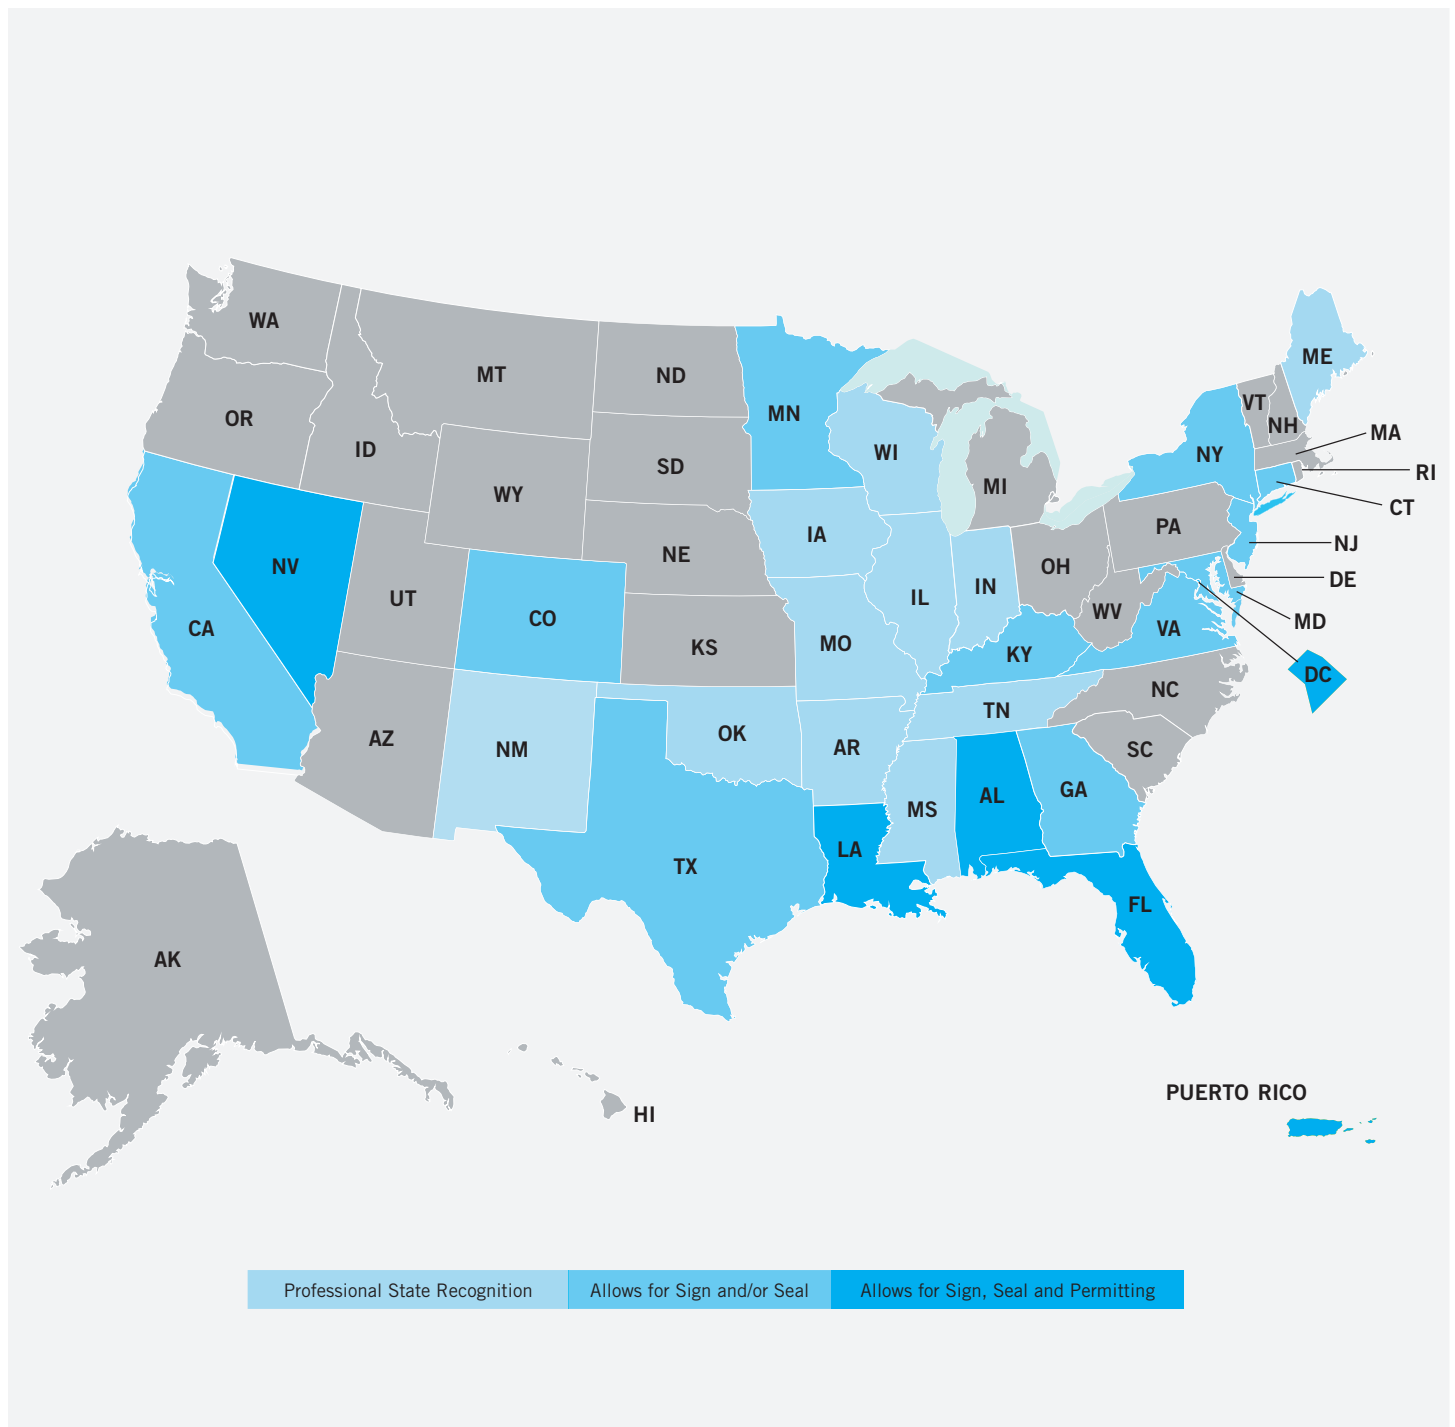 WA
ME
MT
ND
VT
MN
OR
NH
MA
ID
WI
NY
SD
RI
MI
WY
CT
PA
IA
NJ
NE
NV
OH
DE
IN
UT
IL
WV
CO
MD
CA
VA
MO
KS
KY
DC
NC
TN
OK
AZ
AR
NM
SC
GA
AL
MS
LA
TX
FL
AK
PUERTO RICO
HI
Professional State Recognition
Allows for Sign and/or Seal
Allows for Sign, Seal and Permitting